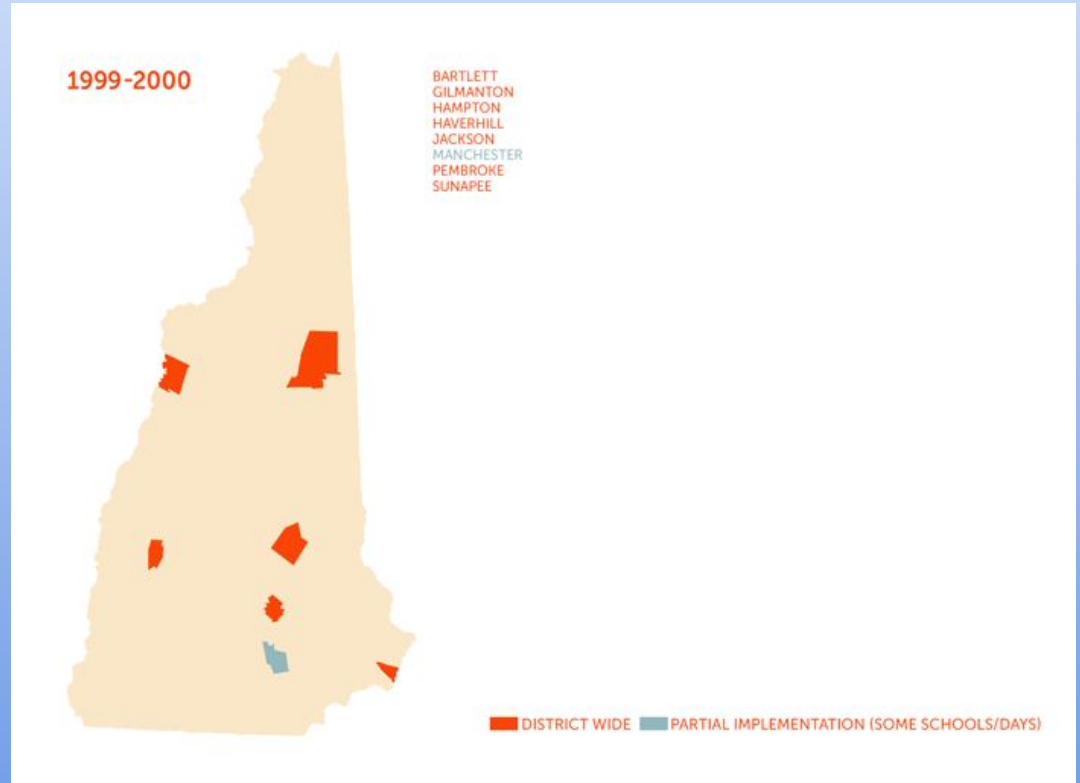 1999-2000
BARTLETT
GILMANTON
HAMPTON
HAVERHILL
JACKSON
MANCHESTER
PEMBROKE
SUNAPEE
DISTRICT WIDE
PARTIAL IMPLEMENTATION (SOME SCHOOLS/DAYS)